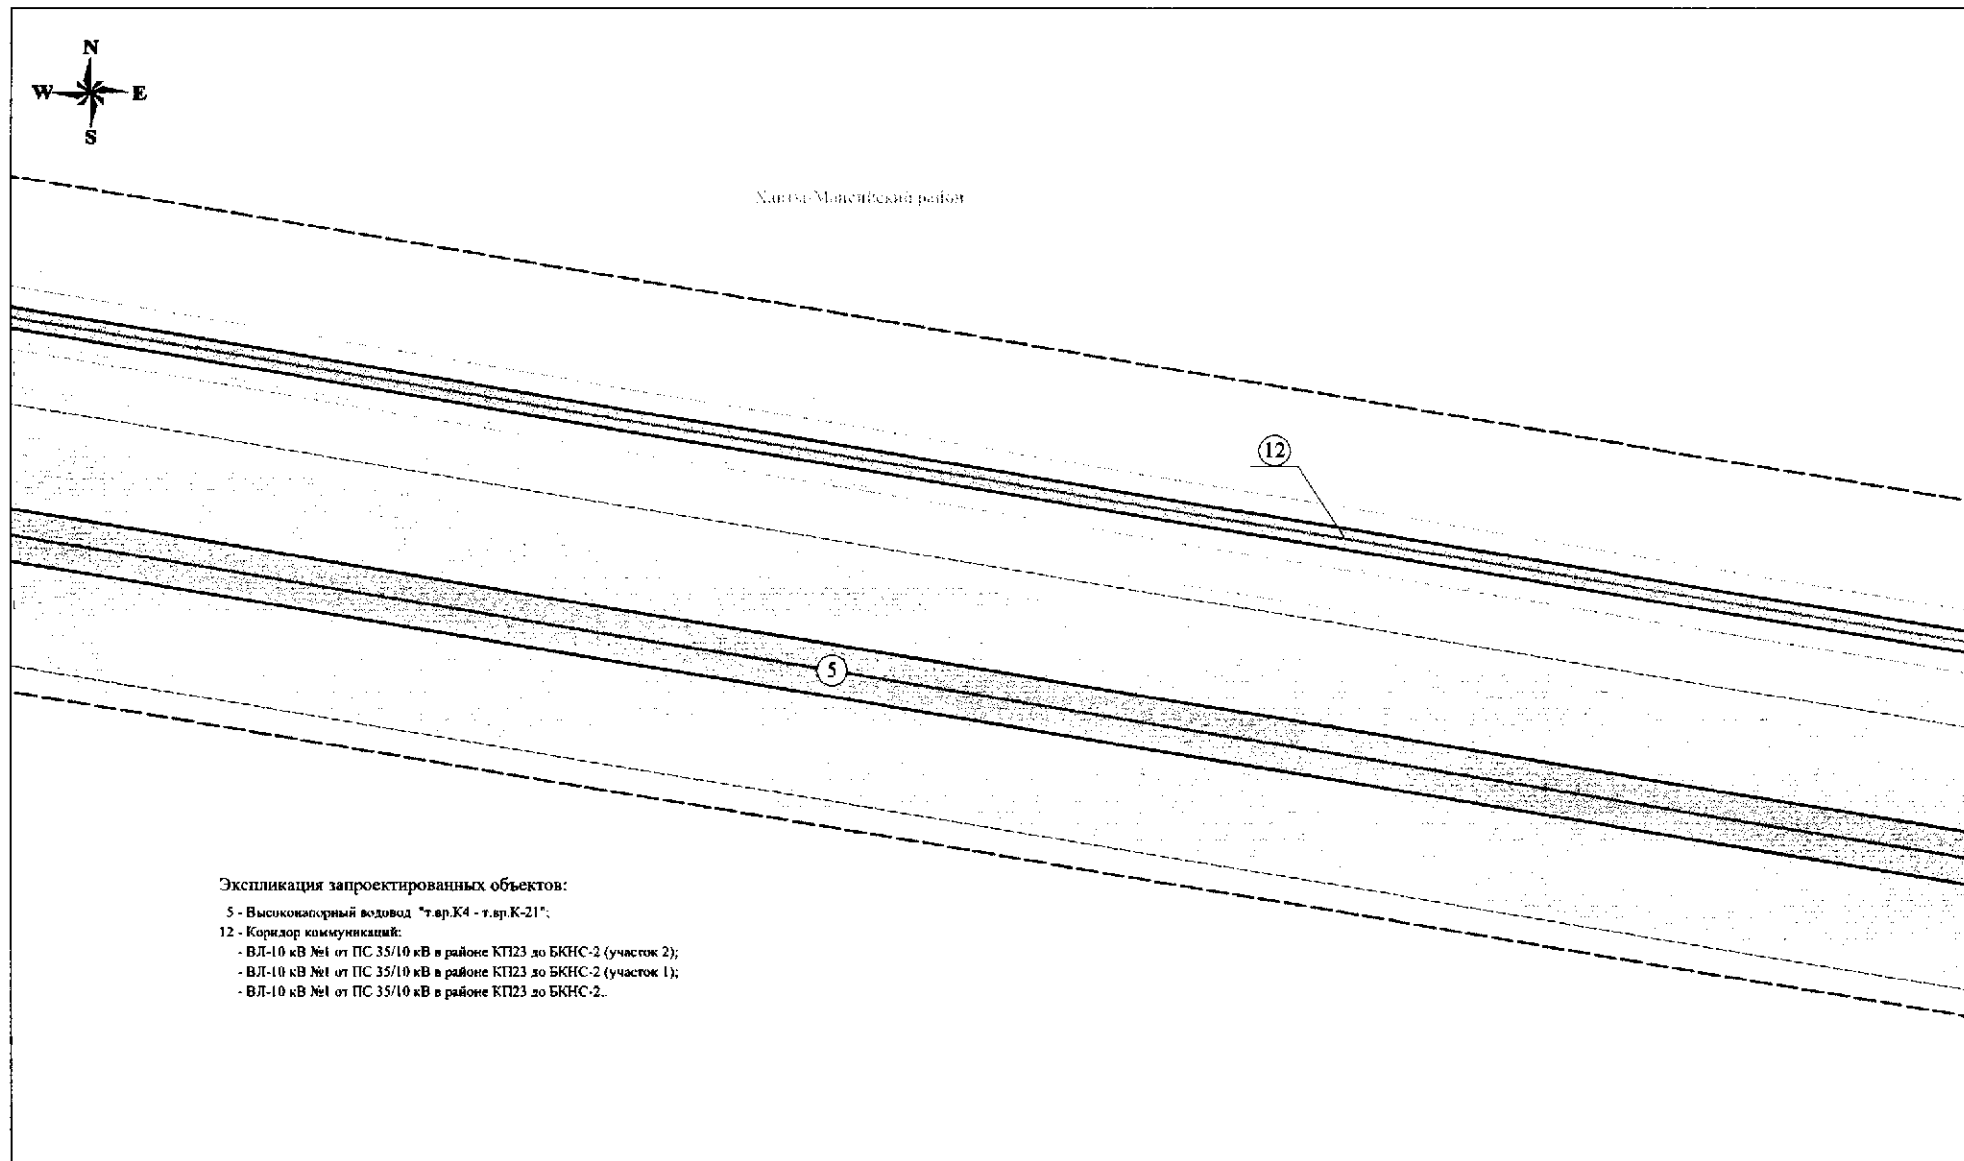 N
W E
S
Ханты-Мансийский район
12
5
Экспликация запроектированных объектов:
5 - Высоконапорный водовод "т.вр.К4 - т.вр.К-21";
12 - Коридор коммуникаций:
- ВЛ-10 кВ №1 от ПС 35/10 кВ в районе КП23 до БКНС-2 (участок 2);
- ВЛ-10 кВ №1 от ПС 35/10 кВ в районе КП23 до БКНС-2 (участок 1);
- ВЛ-10 кВ №1 от ПС 35/10 кВ в районе КП23 до БКНС-2..